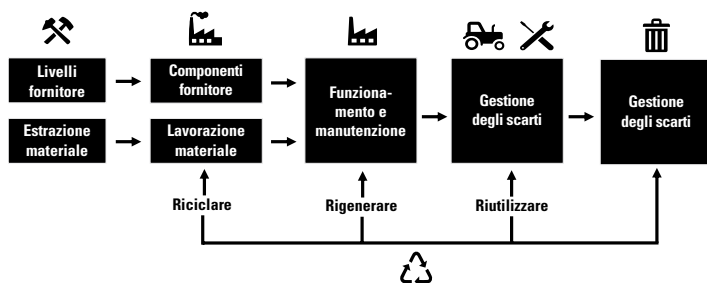 Livelli
fornitore
Componenti
fornitore
Estrazione
materiale
Lavorazione
materiale
Funziona-
mento e
manutenzione
Gestione
degli scarti
Gestione
degli scarti
Riciclare
Rigenerare
Riutilizzare